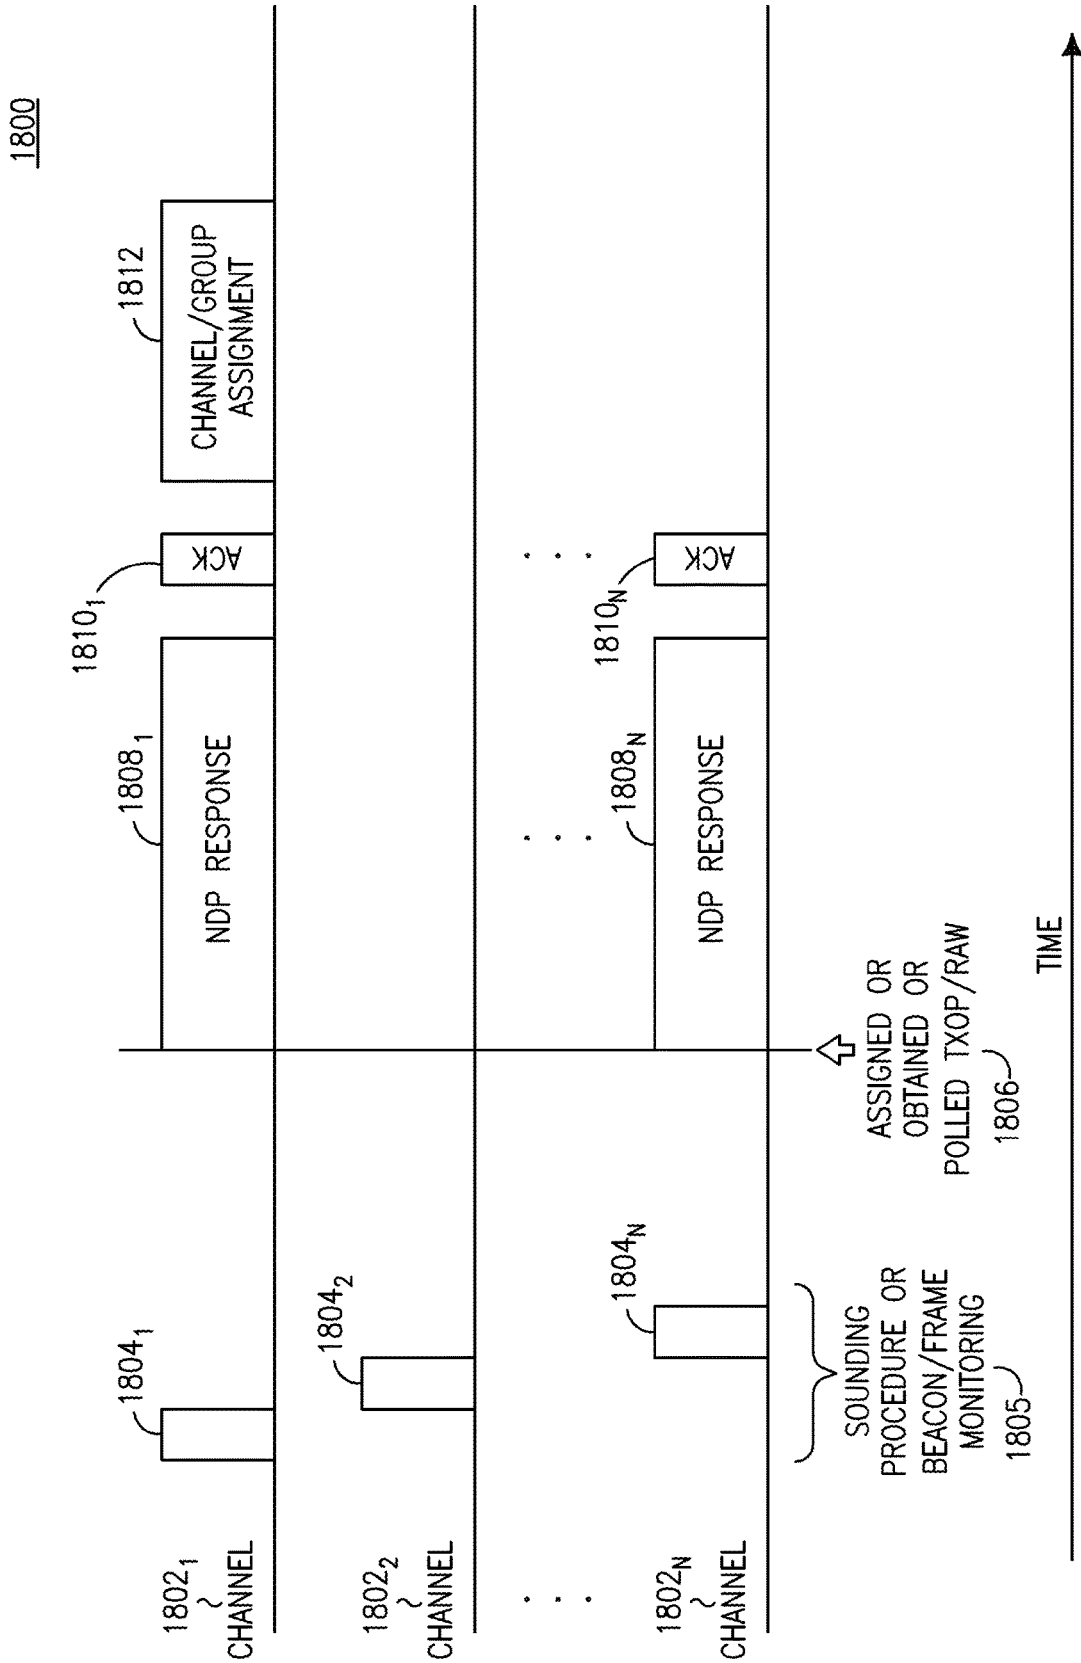 1800
1804₁
1808₁
1810₁
1812
NDP RESPONSE
ACK
CHANNEL/GROUP
ASSIGNMENT
1802₁
CHANNEL
1804₂
1802₂
CHANNEL
. . .
. . .
. . .
1804N
1808N
1810N
NDP RESPONSE
ACK
1802N
CHANNEL
SOUNDING
PROCEDURE OR
BEACON/FRAME
MONITORING
1805
ASSIGNED OR
OBTAINED OR
POLLED TXOP/RAW
1806
TIME